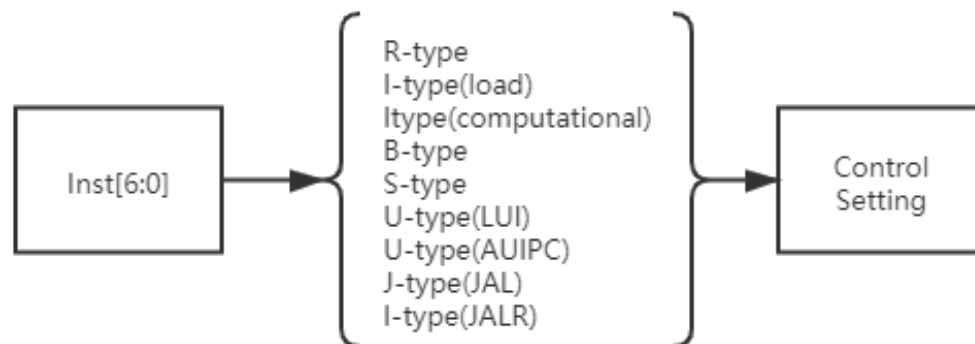 Inst[6:0]
R-type
I-type(load)
Itype(computational)
B-type
S-type
U-type(LUI)
U-type(AUIPC)
J-type(JAL)
I-type(JALR)
Control
Setting